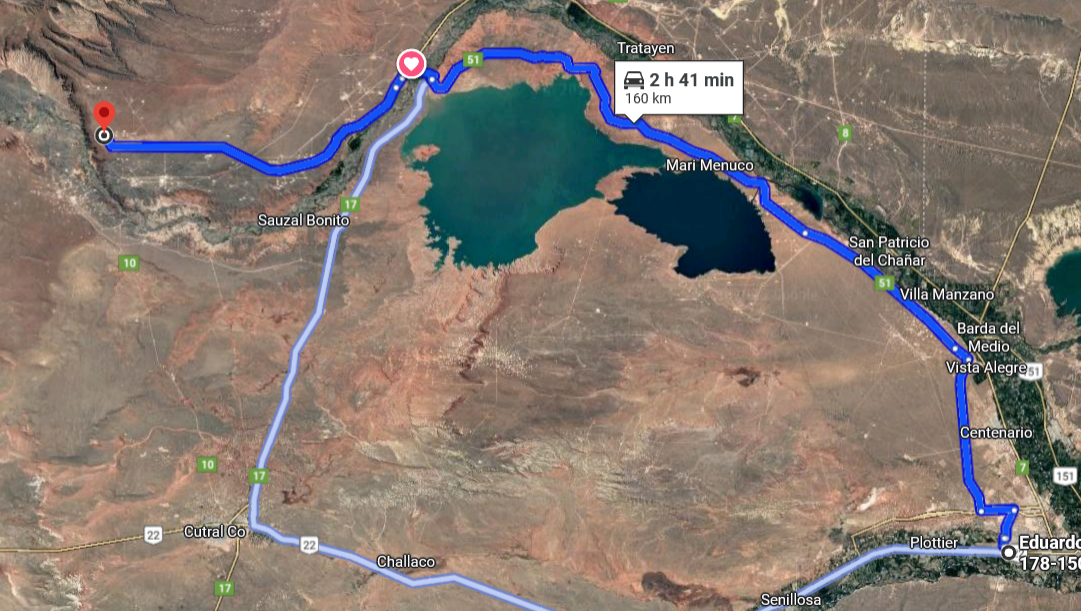 Tratayen
51
2 h 41 min
160 km
7
8
Mari Menuco
17
Sauzal Bonito
San Patricio
del Chañar
10
51
Villa Manzano
Barda del
Medio
Vista Alegre
51
Centenario
10
17
7
151
22
Cutral Co
22
Plottier
Eduardo
178-150
Challaco
17
Senillosa